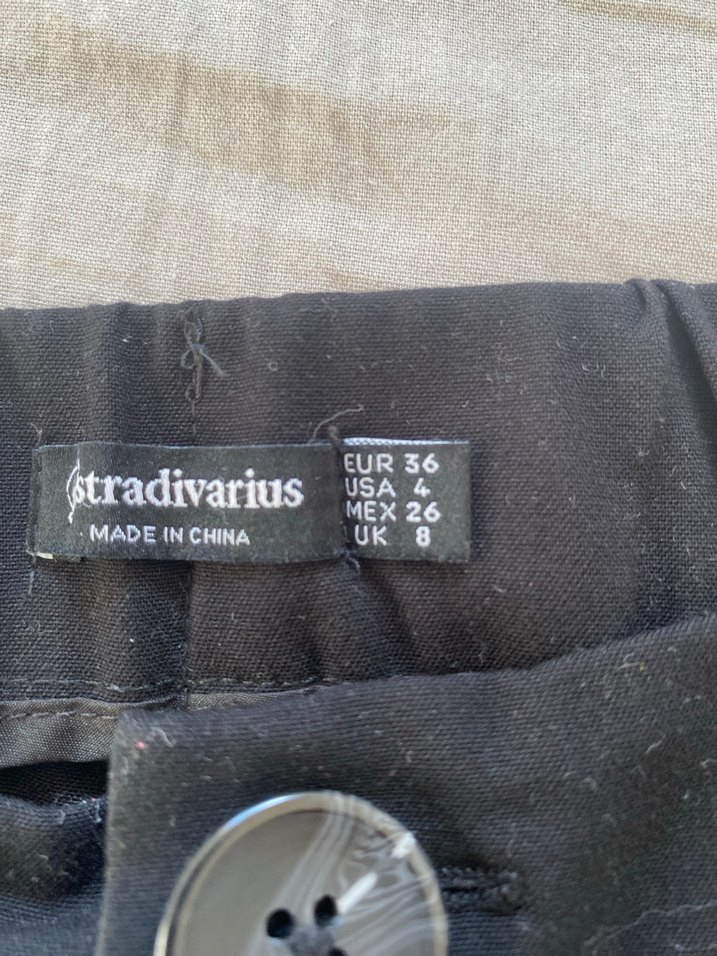 stradivarius
MADE IN CHINA
EUR 36
USA 4
MEX 26
UK 8